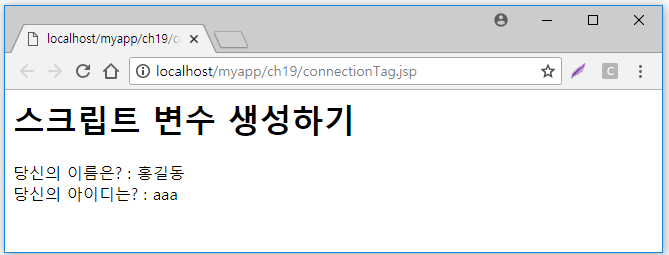 localhost/myapp/ch19/c
localhost/myapp/ch19/connectionTag.jsp
C
스크립트 변수 생성하기
당신의 이름은? : 홍길동
당신의 아이디는? : aaa